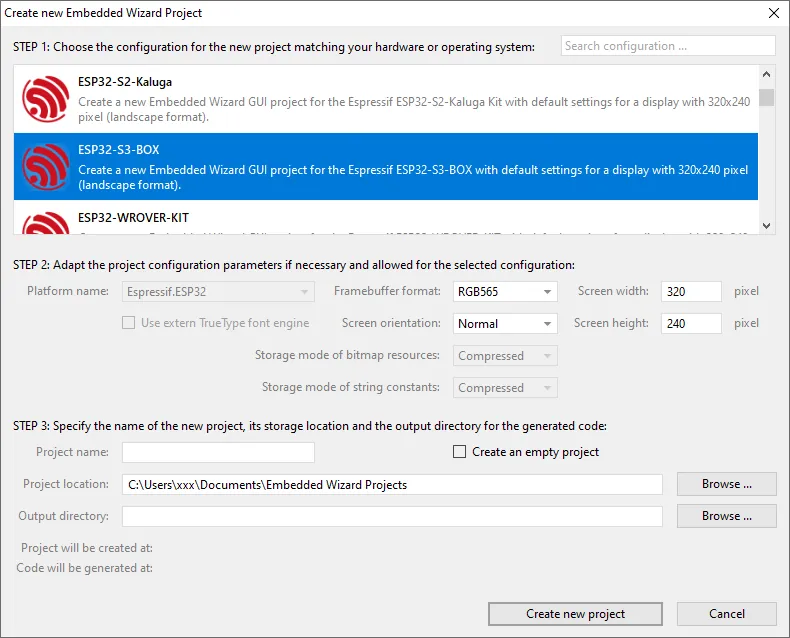 Create new Embedded Wizard Project
STEP 1: Choose the configuration for the new project matching your hardware or operating system:
Search configuration ...
ESP32-S2-Kaluga
Create a new Embedded Wizard GUI project for the Espressif ESP32-S2-Kaluga Kit with default settings for a display with 320x240
pixel (landscape format).
ESP32-S3-BOX
Create a new Embedded Wizard GUI project for the Espressif ESP32-S3-BOX with default settings for a display with 320x240 pixel
(landscape format).
ESP32-WROVER-KIT
STEP 2: Adapt the project configuration parameters if necessary and allowed for the selected configuration:
Platform name: Espressif.ESP32 Framebuffer format: RGB565 Screen width: 320 pixel
Use extern TrueType font engine Screen orientation: Normal Screen height: 240 pixel
Storage mode of bitmap resources: Compressed
Storage mode of string constants: Compressed
STEP 3: Specify the name of the new project, its storage location and the output directory for the generated code:
Project name: Create an empty project
Project location: C:\Users\xxx\Documents\Embedded Wizard Projects Browse ...
Output directory: Browse ...
Project will be created at:
Code will be generated at:
Create new project Cancel